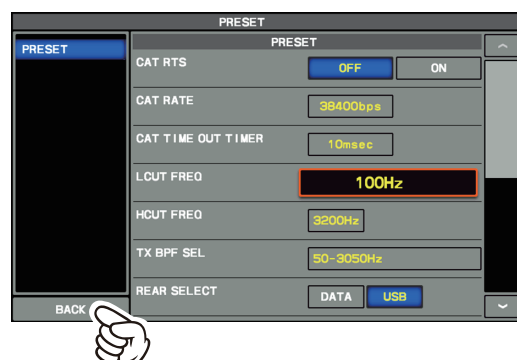 PRESET
PRESET
PRESET
CAT RTS
OFF ON
CAT RATE
38400bps
CAT TIME OUT TIMER
10msec
LCUT FREQ
100Hz
HCUT FREQ
3200Hz
TX BPF SEL
50-3050Hz
REAR SELECT
DATA USB
BACK